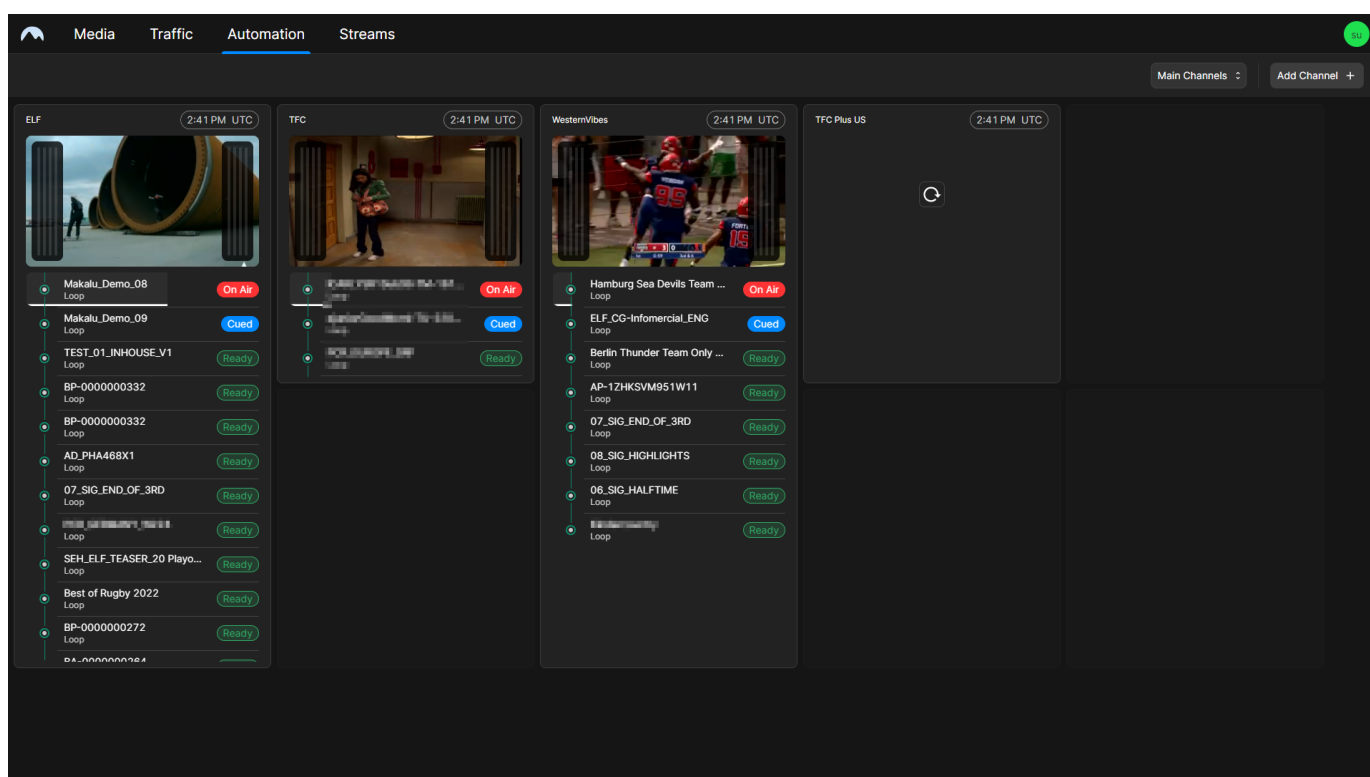 Media Traffic Automation Streams
su
Main Channels
Add Channel +
ELF 2:41 PM UTC
Makalu_Demo_08
Loop
On Air
Makalu_Demo_09
Loop
Cued
TEST_01_INHOUSE_V1
Loop
Ready
BP-0000000332
Loop
Ready
BP-0000000332
Loop
Ready
AD_PHA468X1
Loop
Ready
07_SIG_END_OF_3RD
Loop
Ready
Loop
Ready
SEH_ELF_TEASER_20 Playo...
Loop
Ready
Best of Rugby 2022
Loop
Ready
BP-0000000272
Loop
Ready
TFC 2:41 PM UTC
On Air
Cued
Ready
WesternVibes 2:41 PM UTC
95
15
Hamburg Sea Devils Team ...
Loop
On Air
ELF_CG-Infomercial_ENG
Loop
Cued
Berlin Thunder Team Only ...
Loop
Ready
AP-1ZHKSVM951W11
Loop
Ready
07_SIG_END_OF_3RD
Loop
Ready
08_SIG_HIGHLIGHTS
Loop
Ready
06_SIG_HALFTIME
Loop
Ready
Loop
Ready
TFC Plus US 2:41 PM UTC